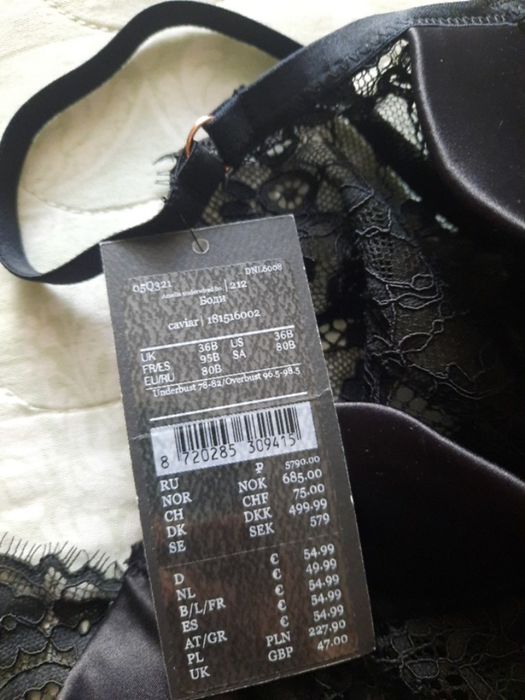 05Q321 DNL6008
Amelie underwired bo. | 212
Боди
caviar | 181516002
UK 36B US 36B
FR/ES 95B SA 80B
EU/RU 80B
Underbust 78-82/Overbust 96.5-98.5
8 720285 309415
RU ₽ 5790.00
NOR NOK 685.00
CH CHF 75.00
DK DKK 499.99
SE SEK 579
D € 54.99
NL € 49.99
B/L/FR € 54.99
ES € 54.99
AT/GR € 54.99
PL PLN 227.90
UK GBP 47.00